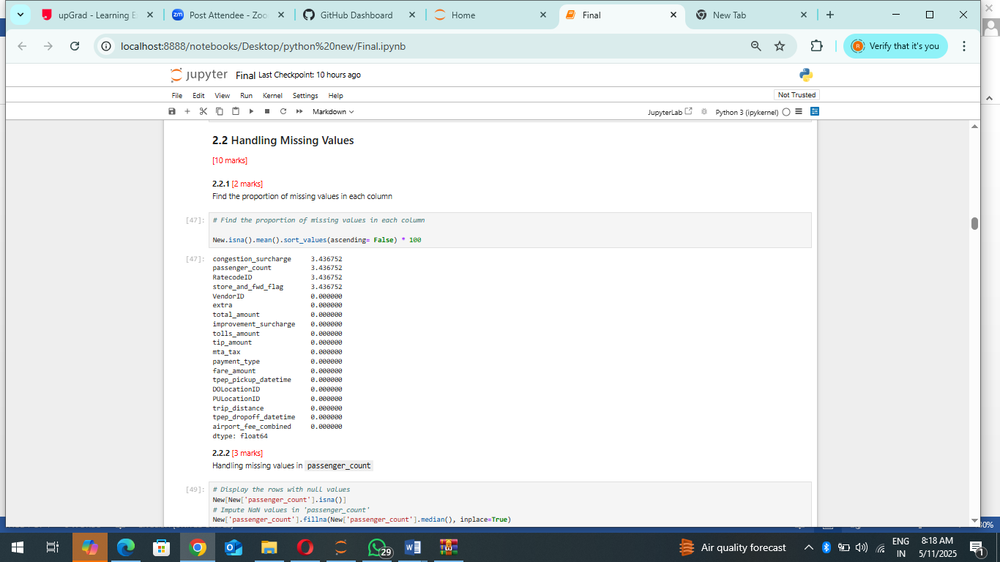 upGrad - Learning E
Post Attendee - Zoo
GitHub Dashboard
Home
Final
New Tab
localhost:8888/notebooks/Desktop/python%20new/Final.ipynb
Verify that it's you
jupyter Final Last Checkpoint: 10 hours ago
File Edit View Run Kernel Settings Help
Not Trusted
Markdown
JupyterLab
Python 3 (ipykernel)
2.2 Handling Missing Values
[10 marks]
2.2.1 [2 marks]
Find the proportion of missing values in each column
[47]: # Find the proportion of missing values in each column
New.isna().mean().sort_values(ascending= False) * 100
[47]: congestion_surcharge 3.436752
passenger_count 3.436752
RatecodeID 3.436752
store_and_fwd_flag 3.436752
VendorID 0.000000
extra 0.000000
total_amount 0.000000
improvement_surcharge 0.000000
tolls_amount 0.000000
tip_amount 0.000000
mta_tax 0.000000
payment_type 0.000000
fare_amount 0.000000
tpep_pickup_datetime 0.000000
DOLocationID 0.000000
PULocationID 0.000000
trip_distance 0.000000
tpep_dropoff_datetime 0.000000
airport_fee_combined 0.000000
dtype: float64
2.2.2 [3 marks]
Handling missing values in passenger_count
[49]: # Display the rows with null values
New[New['passenger_count'].isna()]
# Impute NaN values in 'passenger_count'
New['passenger_count'].fillna(New['passenger_count'].median(), inplace=True)
29
Air quality forecast
ENG
IN
8:18 AM
5/11/2025
1